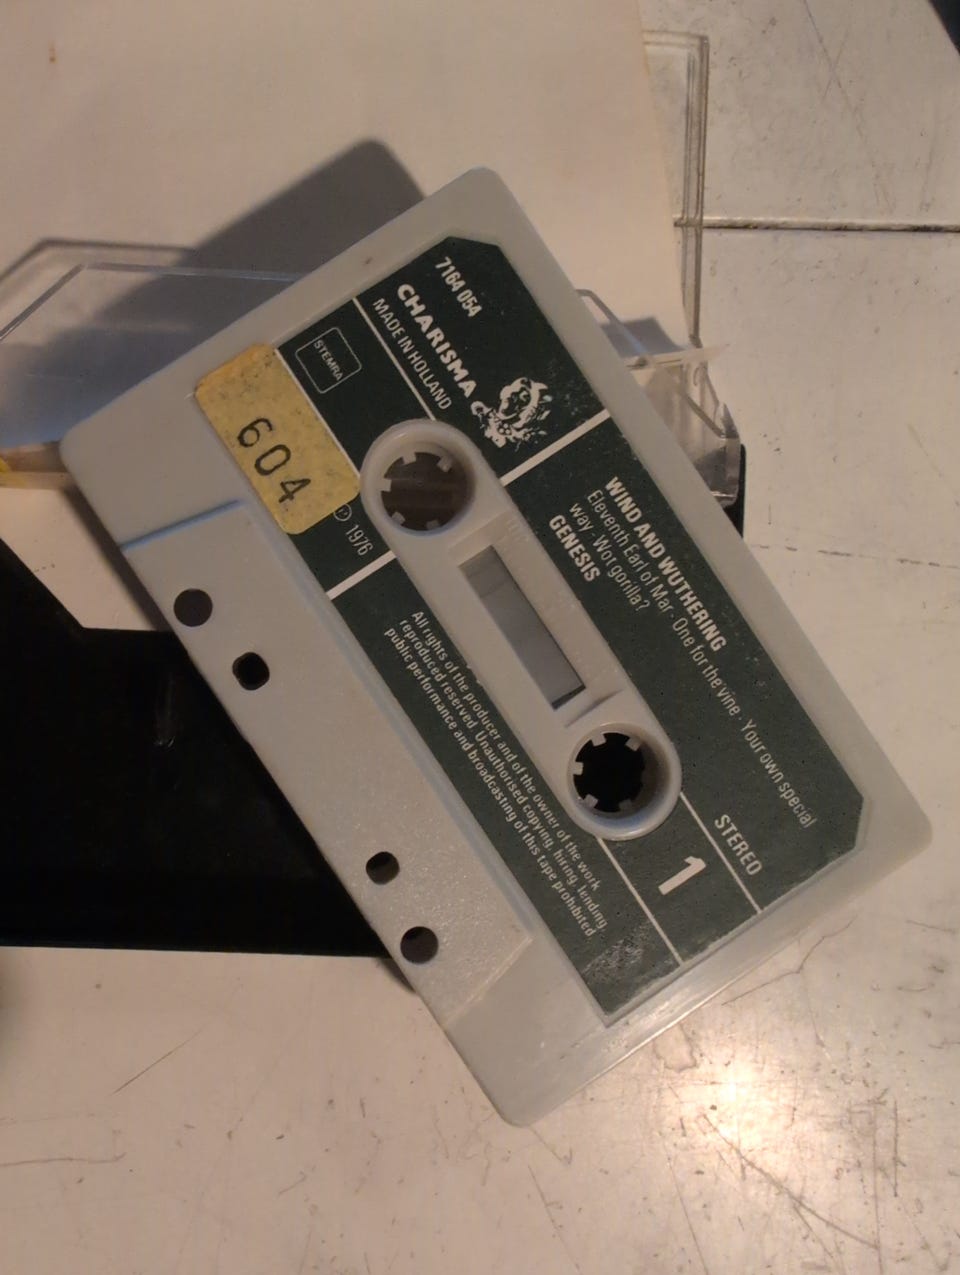 7164 054
CHARISMA
MADE IN HOLLAND
STEMRA
604
℗ 1976
WIND AND WUTHERING
Eleventh Earl of Mar · One for the vine · Your own special
way · Wot gorilla?
GENESIS
STEREO
1
All rights of the producer and of the owner of the work
reproduced reserved. Unauthorised copying, hiring, lending,
public performance and broadcasting of this tape prohibited